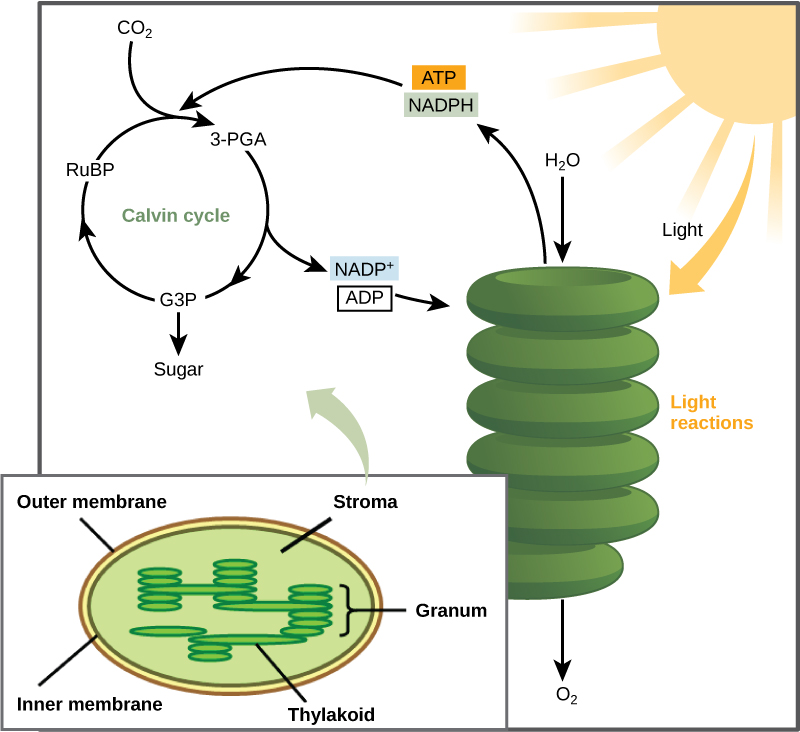 CO₂
ATP
NADPH
3-PGA
H₂O
RuBP
Calvin cycle
Light
NADP⁺
ADP
G3P
Sugar
Light
reactions
Outer membrane
Stroma
Granum
Inner membrane
Thylakoid
O₂